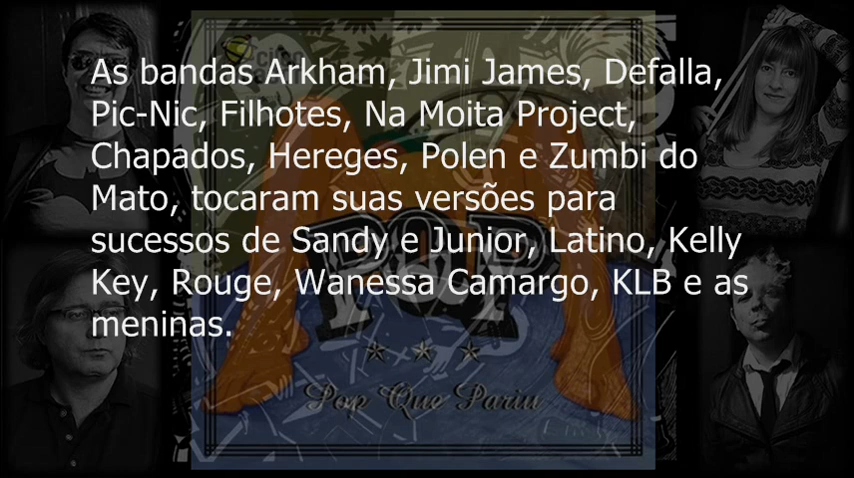 As bandas Arkham, Jimi James, Defalla,
Pic-Nic, Filhotes, Na Moita Project,
Chapados, Hereges, Polen e Zumbi do
Mato, tocaram suas versões para
sucessos de Sandy e Junior, Latino, Kelly
Key, Rouge, Wanessa Camargo, KLB e as
meninas.
POP
Pop Que Pariu